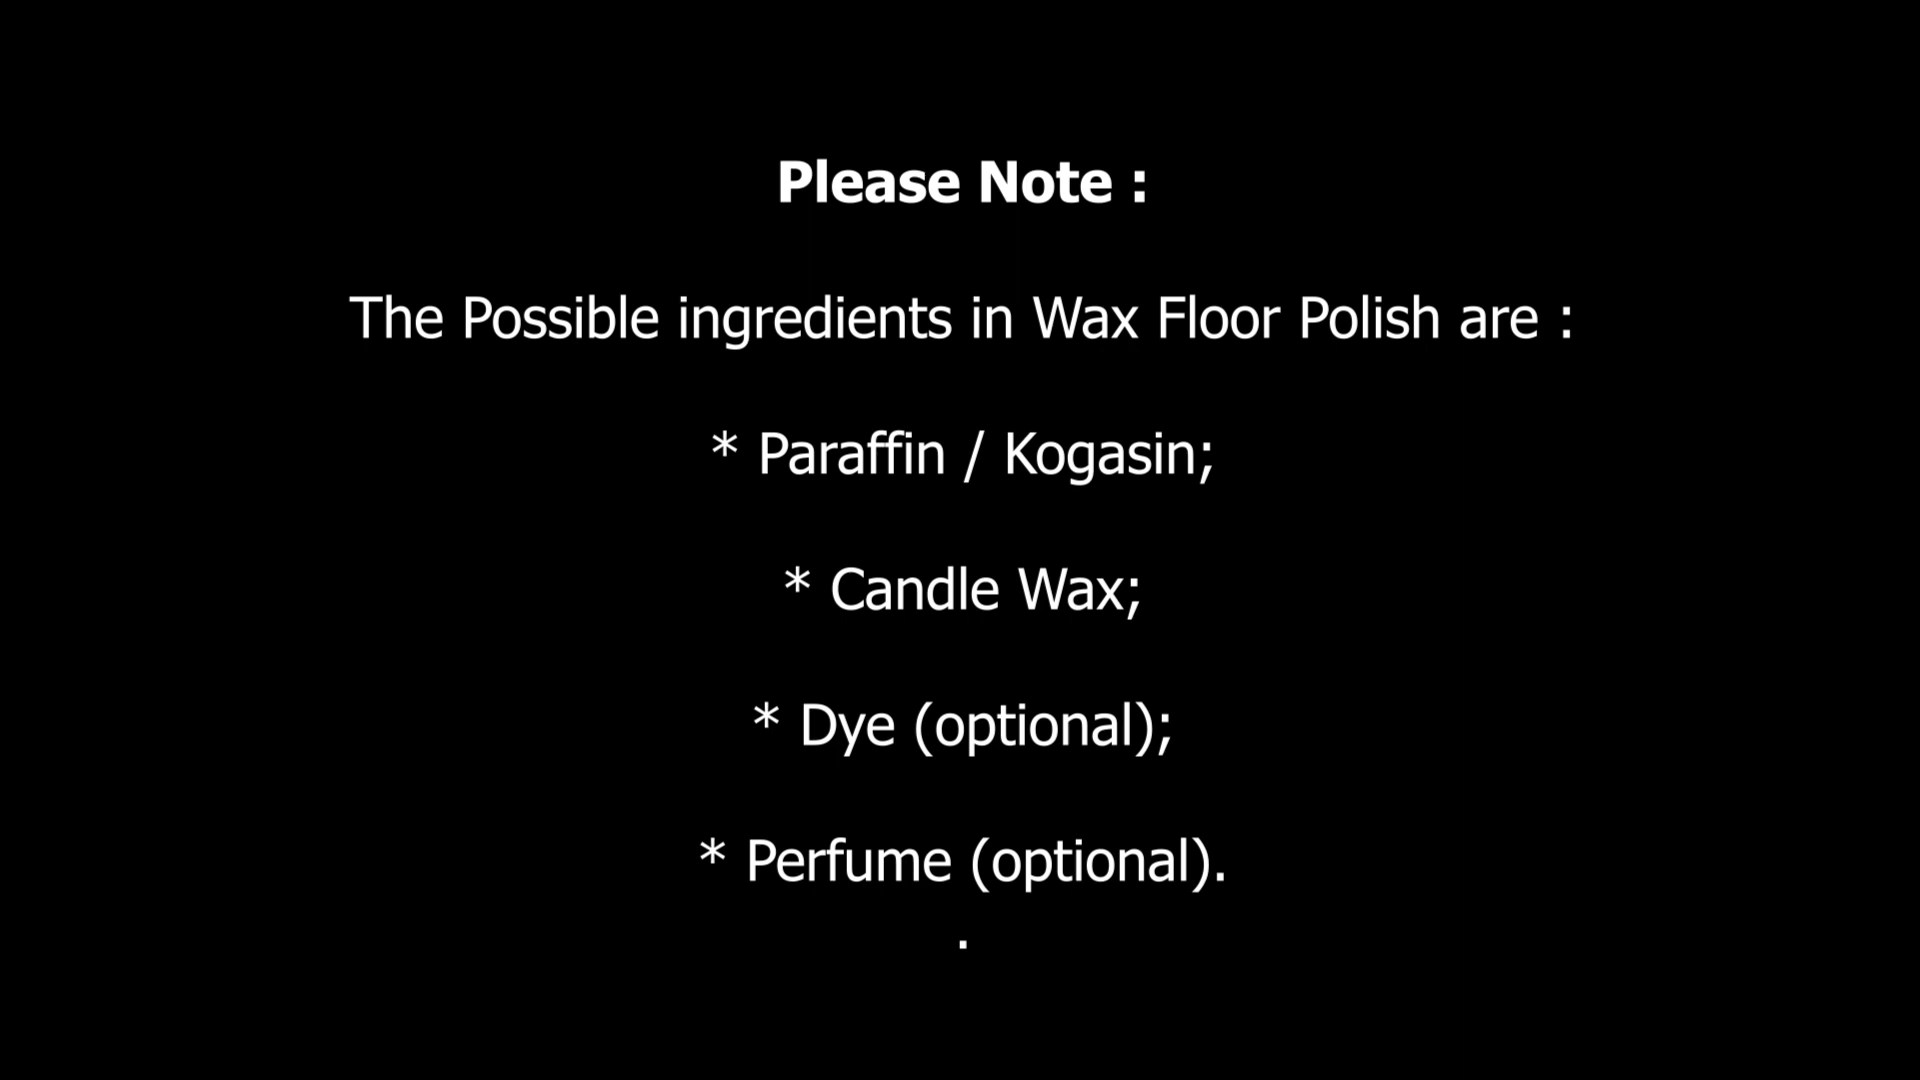 Please Note :
The Possible ingredients in Wax Floor Polish are :
* Paraffin / Kogasin;
* Candle Wax;
* Dye (optional);
* Perfume (optional).
.